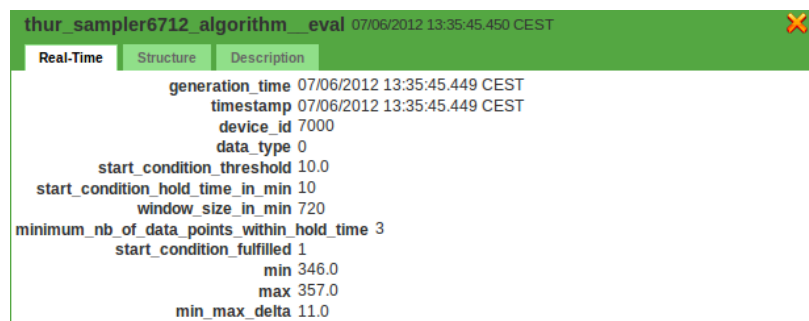 thur_sampler6712_algorithm__eval 07/06/2012 13:35:45.450 CEST
Real-Time Structure Description
generation_time 07/06/2012 13:35:45.449 CEST
timestamp 07/06/2012 13:35:45.449 CEST
device_id 7000
data_type 0
start_condition_threshold 10.0
start_condition_hold_time_in_min 10
window_size_in_min 720
minimum_nb_of_data_points_within_hold_time 3
start_condition_fulfilled 1
min 346.0
max 357.0
min_max_delta 11.0